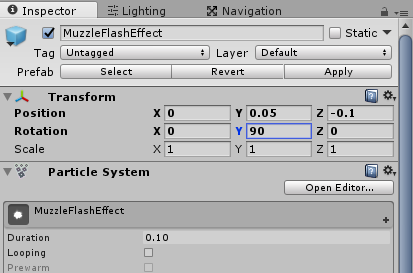 Inspector Lighting Navigation
MuzzleFlashEffect Static
Tag Untagged Layer Default
Prefab Select Revert Apply
Transform
Position X 0 Y 0.05 Z -0.1
Rotation X 0 Y 90 Z 0
Scale X 1 Y 1 Z 1
Particle System
Open Editor...
MuzzleFlashEffect
Duration 0.10
Looping
Prewarm